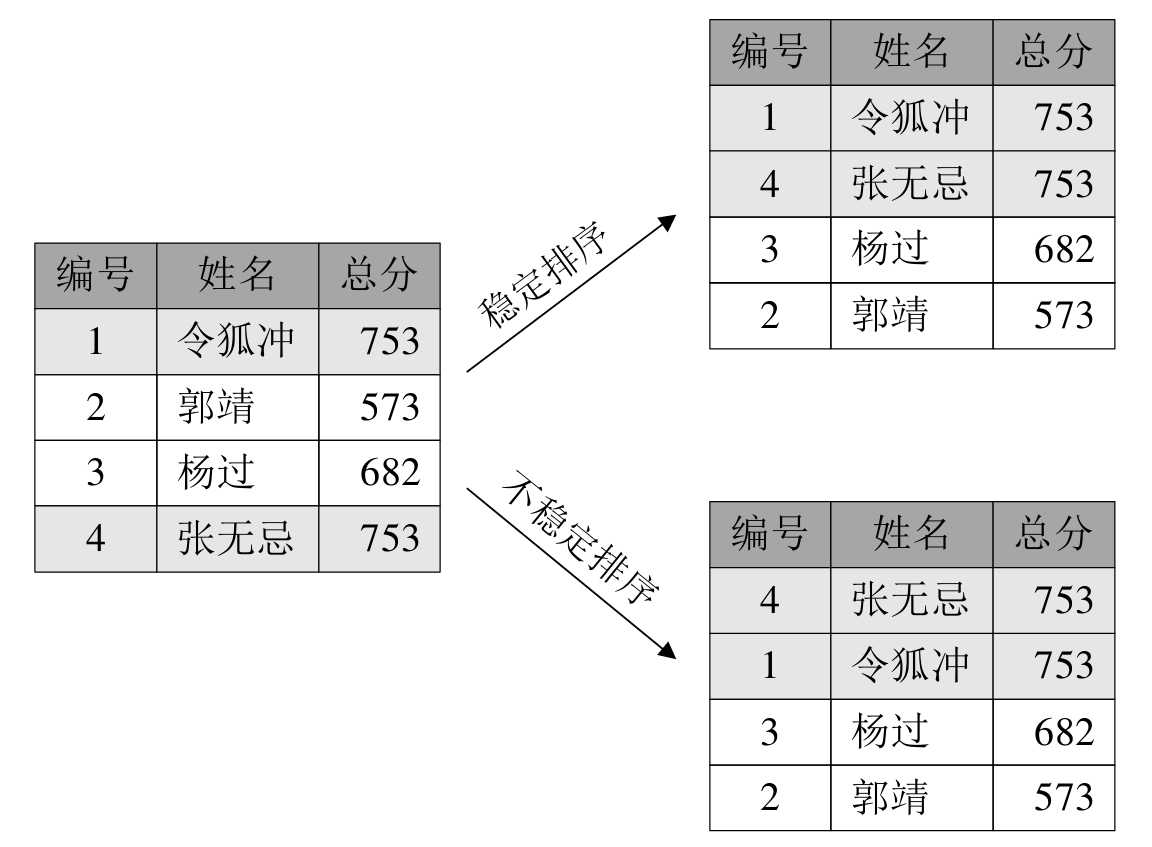 编号 姓名 总分
1 令狐冲 753
2 郭靖 573
3 杨过 682
4 张无忌 753
稳定排序
编号 姓名 总分
1 令狐冲 753
4 张无忌 753
3 杨过 682
2 郭靖 573
不稳定排序
编号 姓名 总分
4 张无忌 753
1 令狐冲 753
3 杨过 682
2 郭靖 573